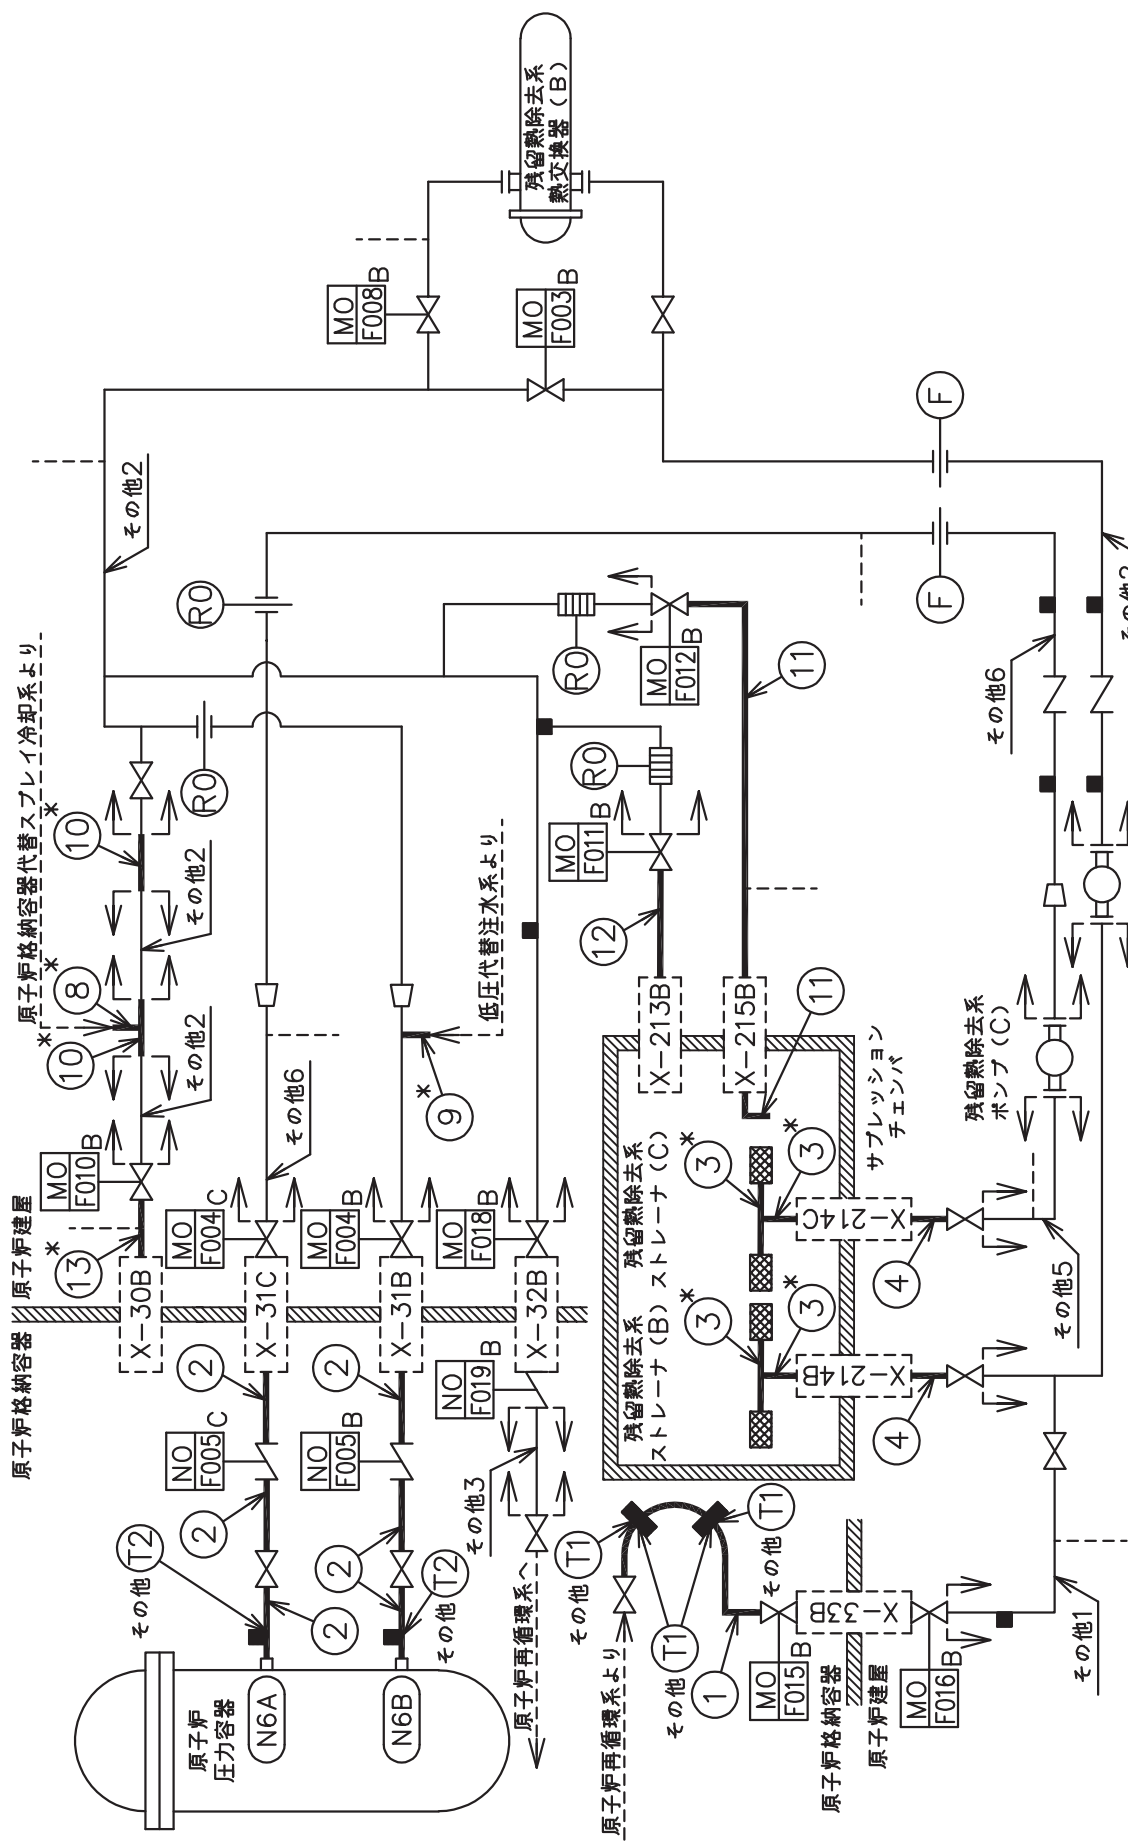 原子炉格納容器
原子炉建屋
原子炉格納容器代替スプレイ冷却系より
13
*
MO
F010
B
X-30B
その他2
10
*
8
*
その他2
10
*
RO
その他2
その他
T2
2
NO
F005
C
2
X-31C
MO
F004
C
その他6
RO
原子炉
圧力容器
N6A
N6B
2
2
NO
F005
B
2
X-31B
MO
F004
B
9
*
低圧代替注水系より
その他
T2
その他3
NO
F019
B
X-32B
MO
F018
B
原子炉再循環系へ
MO
F008
B
MO
F003
B
残留熱除去系
熱交換器(B)
原子炉再循環系より
その他
T1
その他
T1
その他
T1
1
MO
F015
B
X-33B
原子炉格納容器
原子炉建屋
MO
F016
B
その他1
残留熱除去系
ストレーナ(B)
残留熱除去系
ストレーナ(C)
3
*
3
*
3
*
3
*
X-214B
X-214C
4
4
X-213B
X-215B
12
11
11
MO
F011
B
RO
MO
F012
B
RO
サプレッション
チェンバ
その他5
残留熱除去系
ポンプ(C)
その他6
F
F